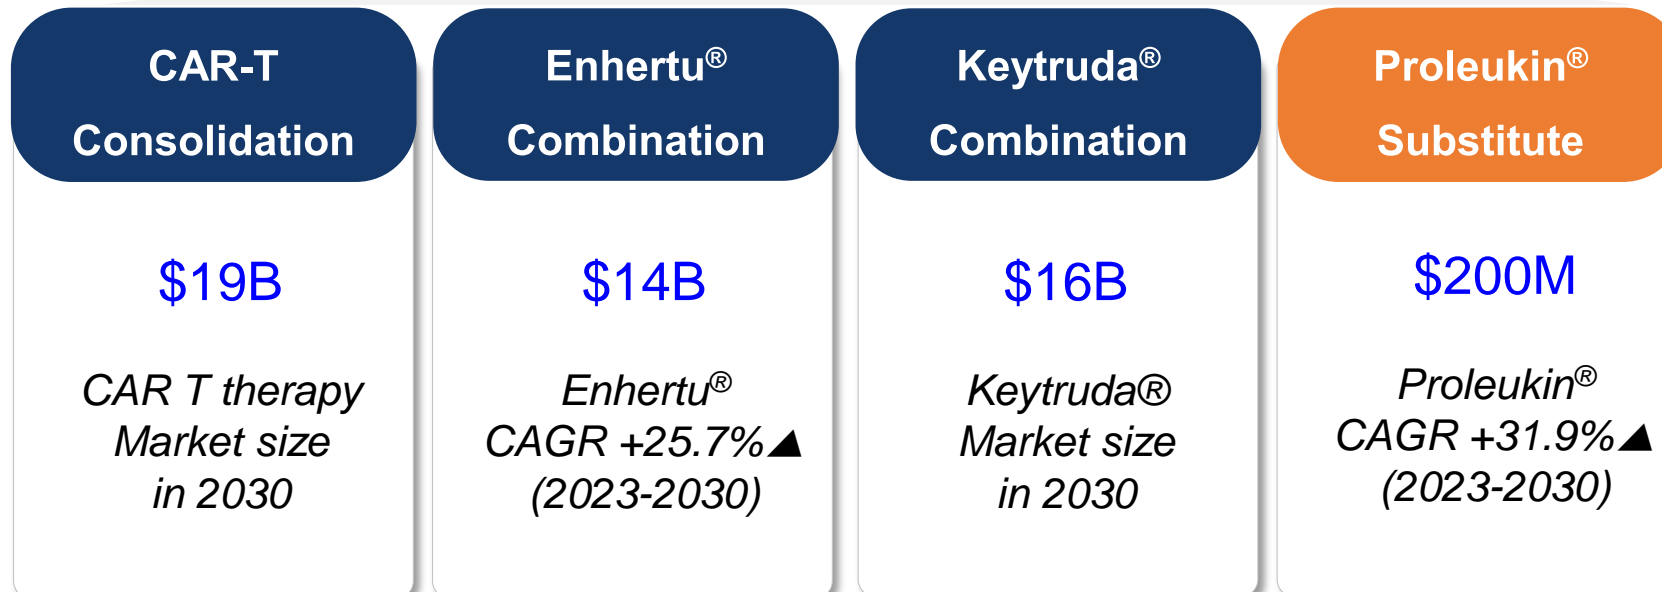 CAR-T
Consolidation
$19B
CAR T therapy
Market size
in 2030
Enhertu®
Combination
$14B
Enhertu®
CAGR +25.7%▲
(2023-2030)
Keytruda®
Combination
$16B
Keytruda®
Market size
in 2030
Proleukin®
Substitute
$200M
Proleukin®
CAGR +31.9%▲
(2023-2030)